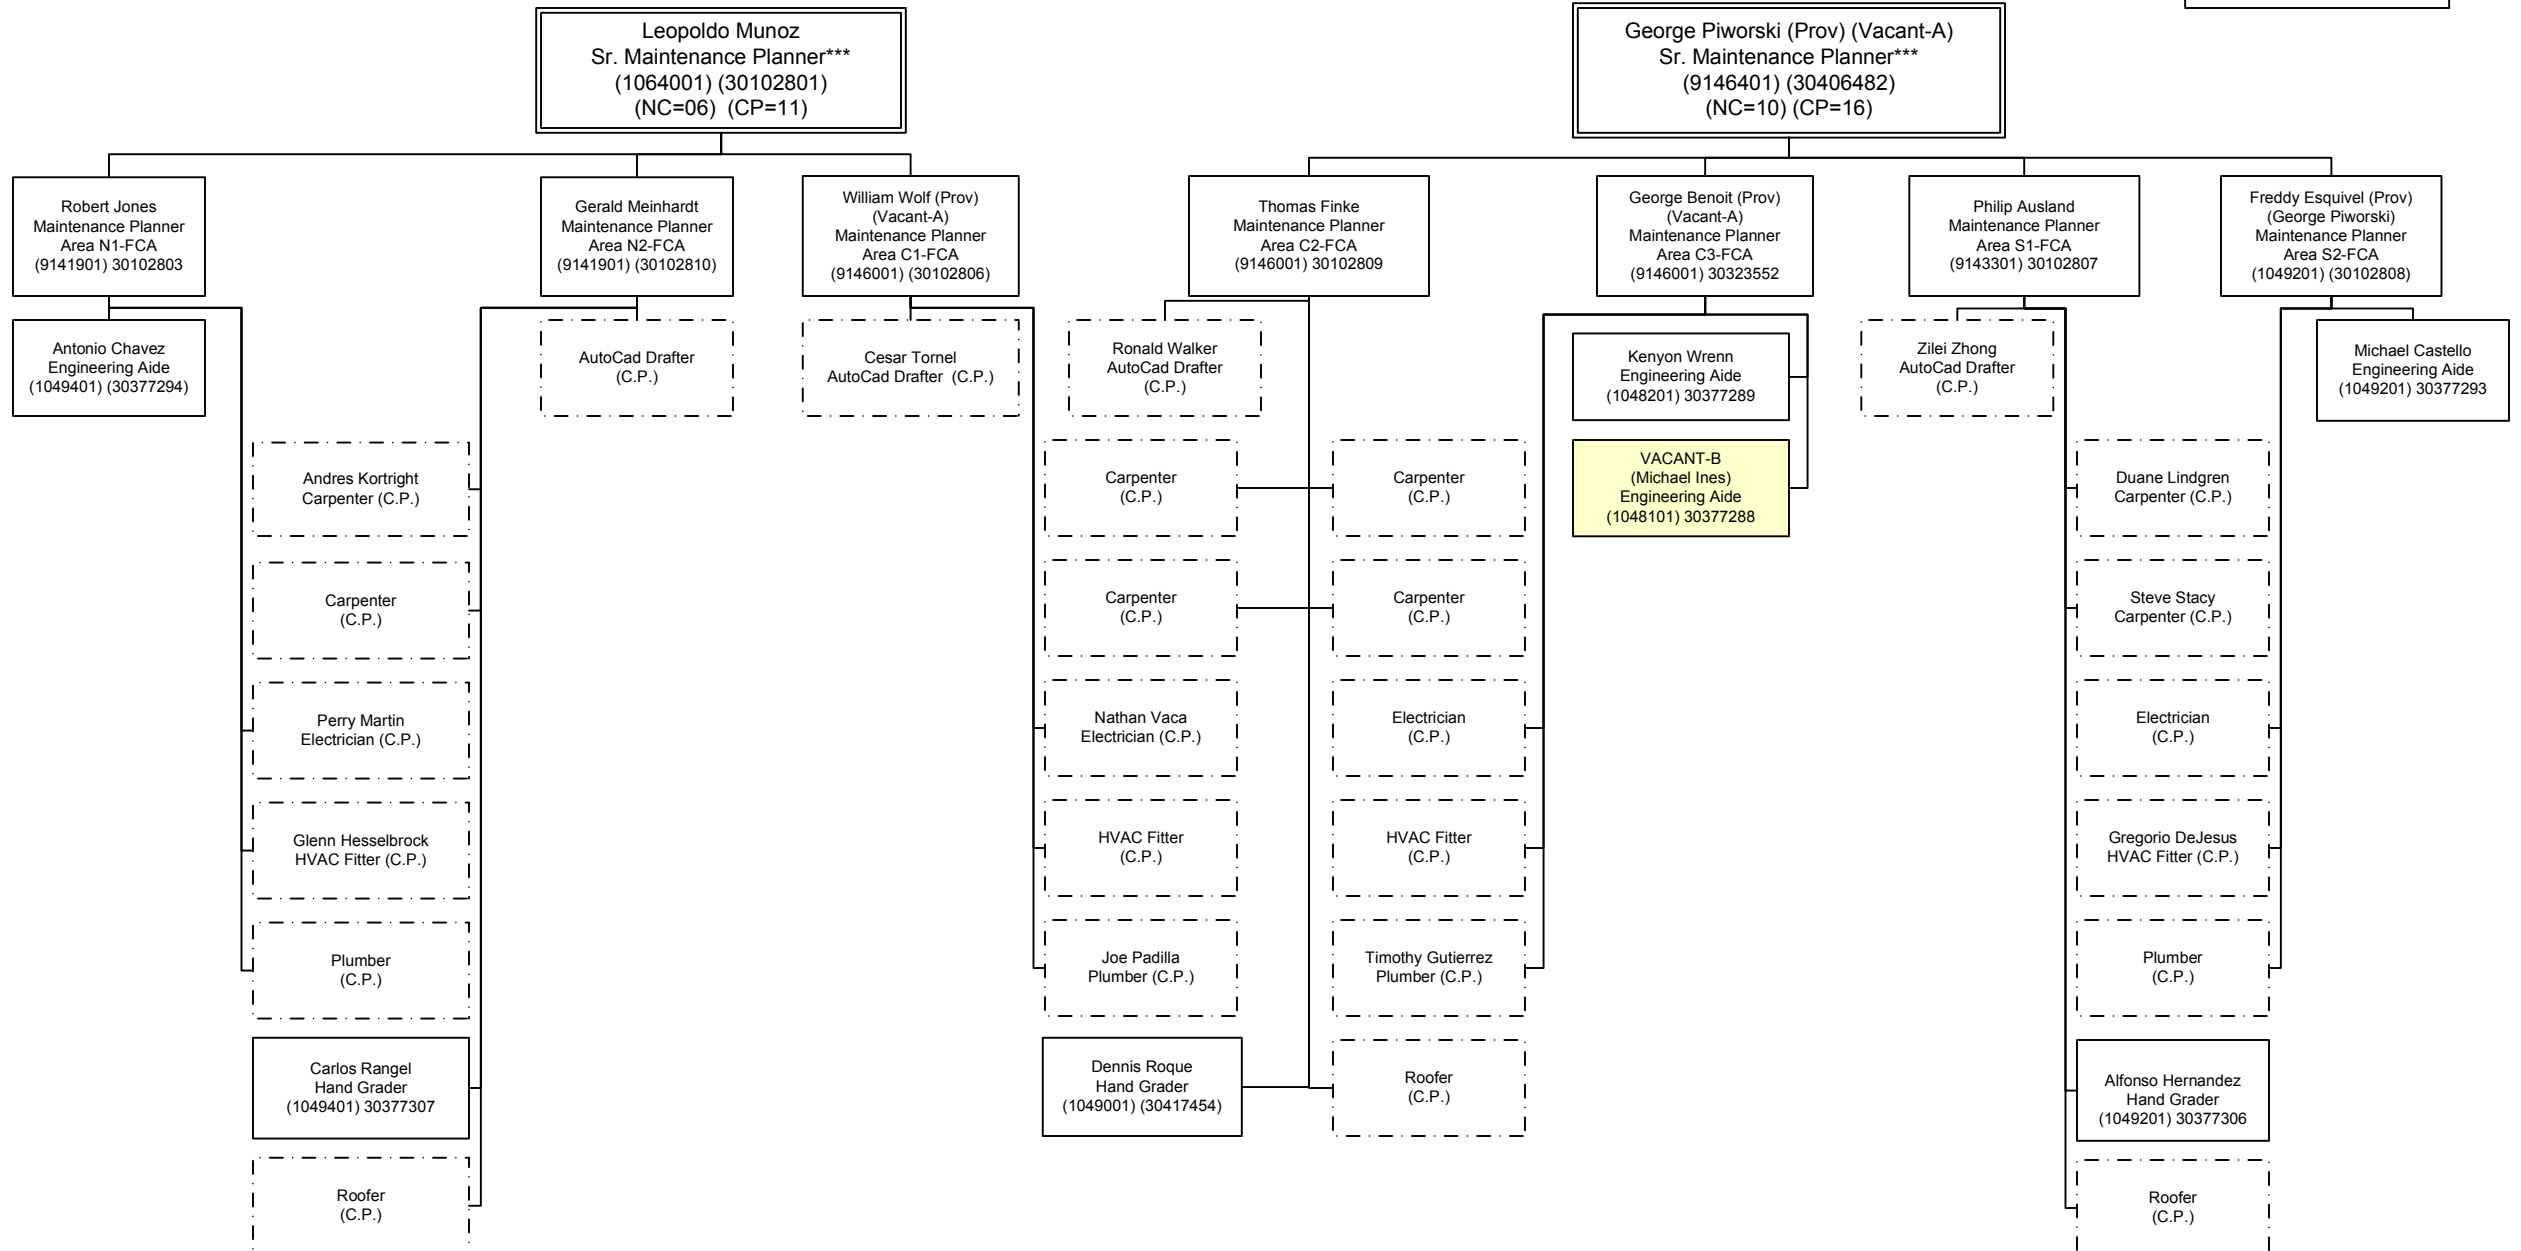 Leopoldo Munoz
Sr. Maintenance Planner***
(1064001) (30102801)
(NC=06) (CP=11)
George Piworski (Prov) (Vacant-A)
Sr. Maintenance Planner***
(9146401) (30406482)
(NC=10) (CP=16)
Robert Jones
Maintenance Planner
Area N1-FCA
(9141901) 30102803
Gerald Meinhardt
Maintenance Planner
Area N2-FCA
(9141901) (30102810)
William Wolf (Prov)
(Vacant-A)
Maintenance Planner
Area C1-FCA
(9146001) (30102806)
Thomas Finke
Maintenance Planner
Area C2-FCA
(9146001) 30102809
George Benoit (Prov)
(Vacant-A)
Maintenance Planner
Area C3-FCA
(9146001) 30323552
Philip Ausland
Maintenance Planner
Area S1-FCA
(9143301) 30102807
Freddy Esquivel (Prov)
(George Piworski)
Maintenance Planner
Area S2-FCA
(1049201) (30102808)
Antonio Chavez
Engineering Aide
(1049401) (30377294)
AutoCad Drafter
(C.P.)
Cesar Tornel
AutoCad Drafter (C.P.)
Ronald Walker
AutoCad Drafter
(C.P.)
Kenyon Wrenn
Engineering Aide
(1048201) 30377289
Zilei Zhong
AutoCad Drafter
(C.P.)
Michael Castello
Engineering Aide
(1049201) 30377293
Andres Kortright
Carpenter (C.P.)
Carpenter
(C.P.)
Carpenter
(C.P.)
VACANT-B
(Michael Ines)
Engineering Aide
(1048101) 30377288
Duane Lindgren
Carpenter (C.P.)
Carpenter
(C.P.)
Carpenter
(C.P.)
Carpenter
(C.P.)
Steve Stacy
Carpenter (C.P.)
Perry Martin
Electrician (C.P.)
Nathan Vaca
Electrician (C.P.)
Electrician
(C.P.)
Electrician
(C.P.)
Glenn Hesselbrock
HVAC Fitter (C.P.)
HVAC Fitter
(C.P.)
HVAC Fitter
(C.P.)
Gregorio DeJesus
HVAC Fitter (C.P.)
Plumber
(C.P.)
Joe Padilla
Plumber (C.P.)
Timothy Gutierrez
Plumber (C.P.)
Plumber
(C.P.)
Carlos Rangel
Hand Grader
(1049401) 30377307
Dennis Roque
Hand Grader
(1049001) (30417454)
Roofer
(C.P.)
Alfonso Hernandez
Hand Grader
(1049201) 30377306
Roofer
(C.P.)
Roofer
(C.P.)